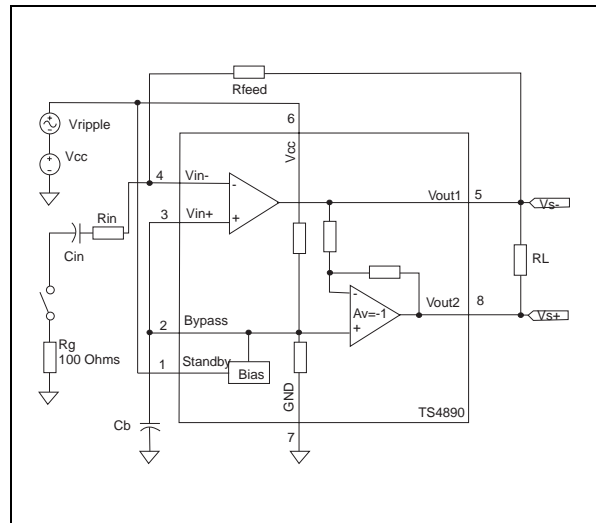 Rfeed
6
Vripple
Vcc
Vcc
4
Vin-
Vout1
5
Vs-
Rin
3
Vin+
Cin
RL
Vout2
8
Av=-1
Vs+
2
Bypass
Rg
100 Ohms
1
Standby
Bias
GND
TS4890
Cb
7
-
+
-
+